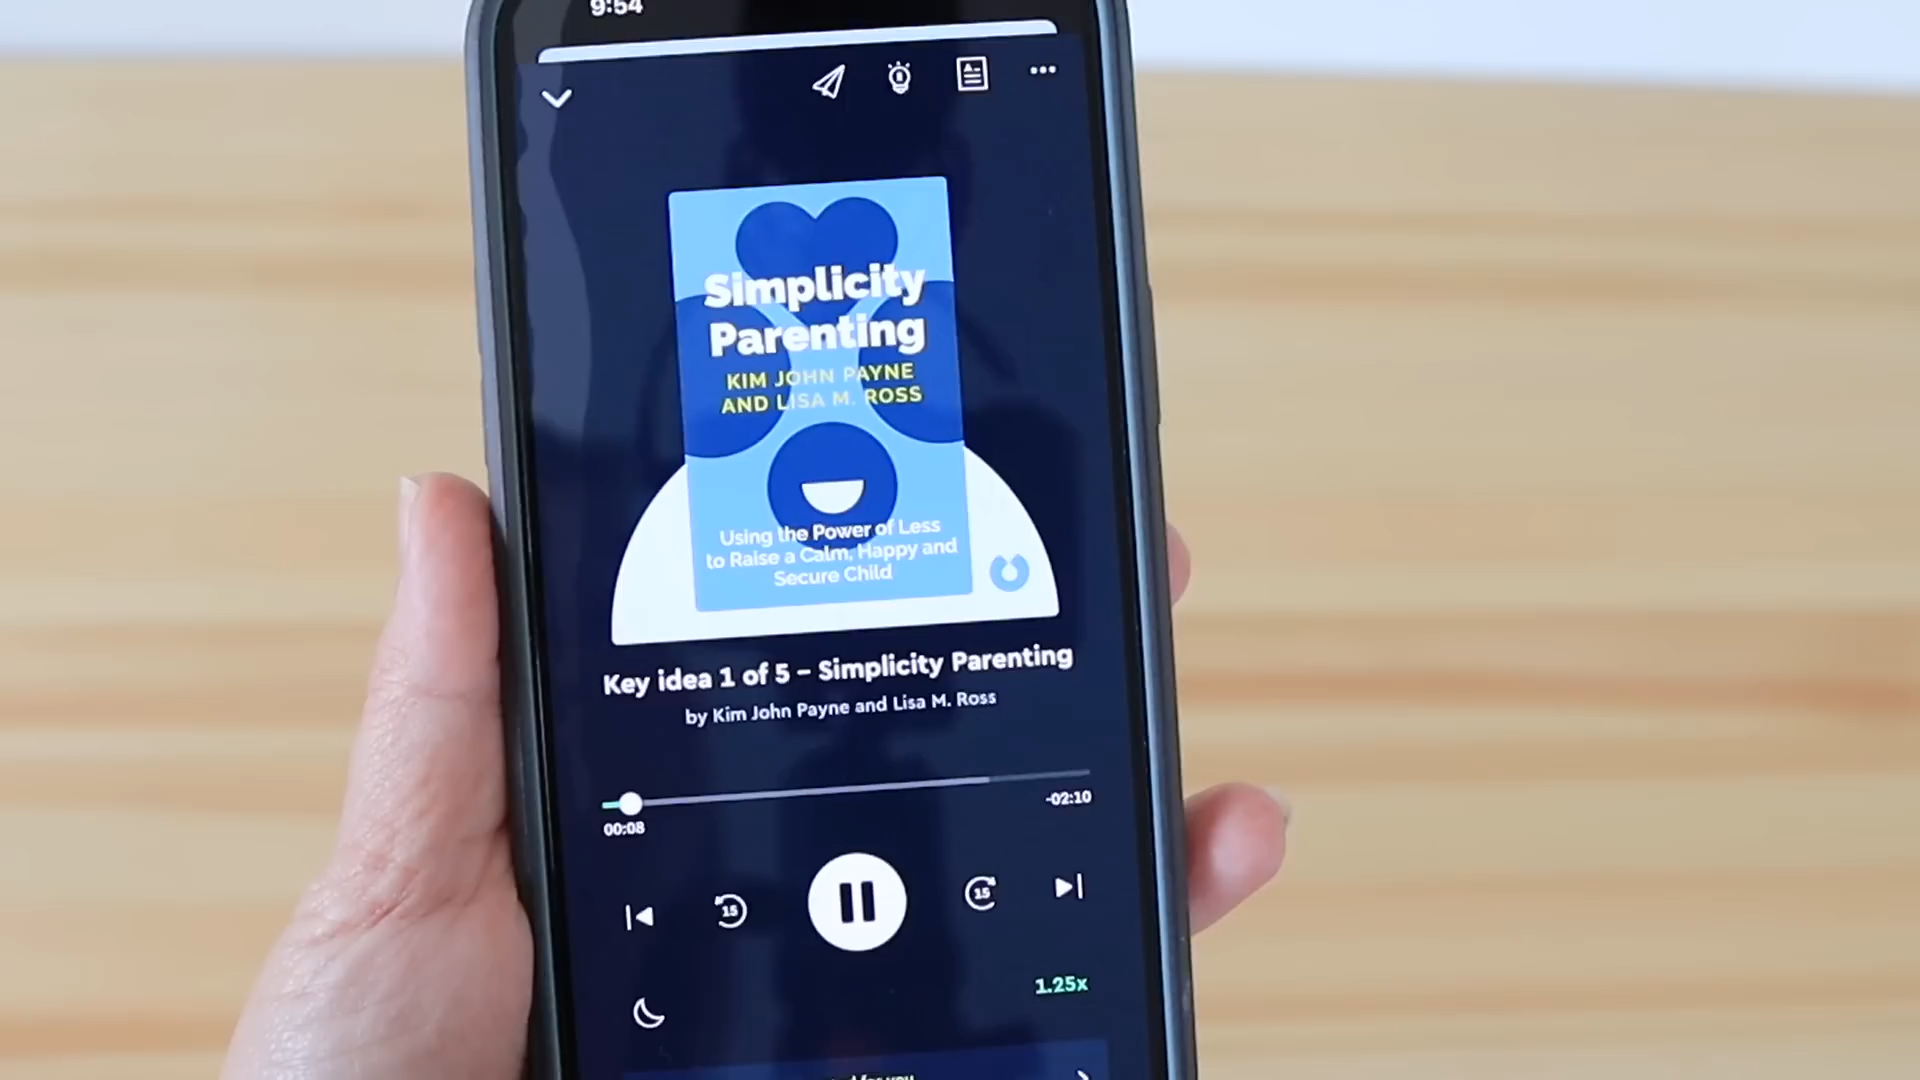 9:54
Simplicity
Parenting
KIM JOHN PAYNE
AND LISA M. ROSS
Using the Power of Less
to Raise a Calm, Happy and
Secure Child
Key idea 1 of 5 – Simplicity Parenting
by Kim John Payne and Lisa M. Ross
00:08
-02:10
15
15
1.25x
for you